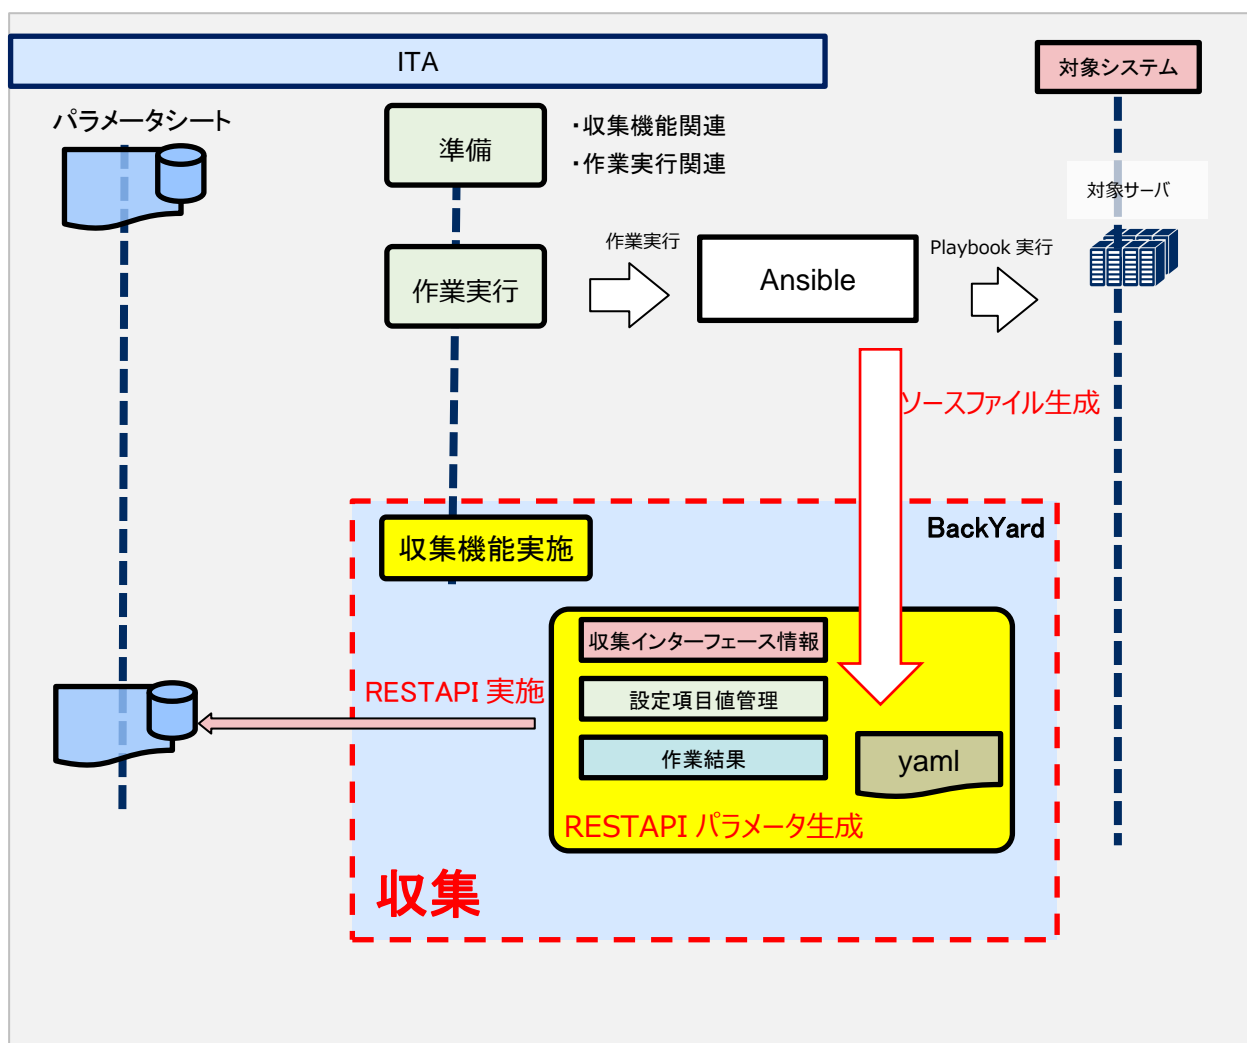 ITA
対象システム
パラメータシート
準備
・収集機能関連
・作業実行関連
対象サーバ
作業実行
作業実行
Ansible
Playbook 実行
ソースファイル生成
BackYard
収集機能実施
収集インターフェース情報
RESTAPI 実施
設定項目値管理
作業結果
yaml
RESTAPI パラメータ生成
収集